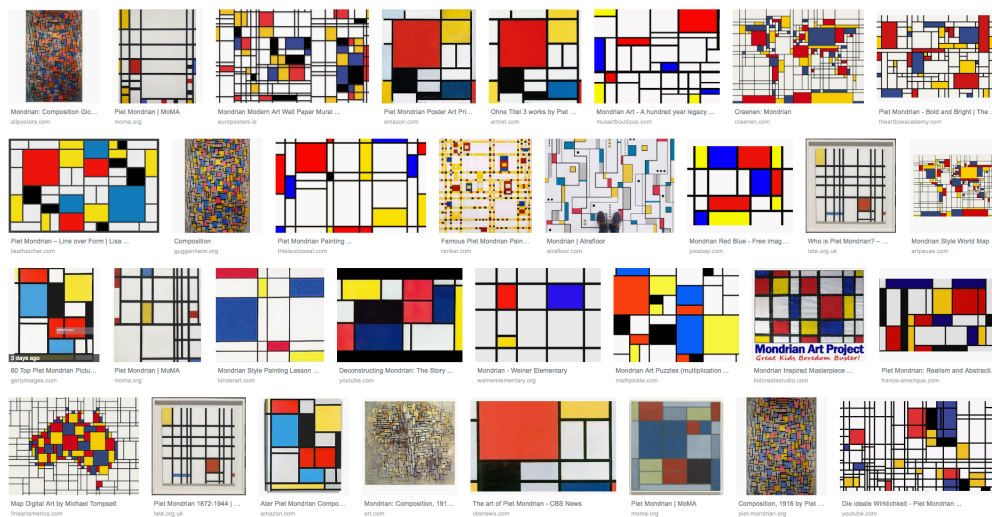 Mondrian: Composition Gic...
allposters.com
Piet Mondrian | MoMA
moma.org
Mondrian Modern Art Wall Paper Mural ...
europosters.ie
Piet Mondrian Poster Art Pri...
amazon.com
Ohne Titel 3 works by Piet ...
artnet.com
Mondrian Art - A hundred year legacy ...
musartboutique.com
Craenen: Mondrian
craenen.com
Piet Mondrian - Bold and Bright | The ...
theartboxacademy.com
Piet Mondrian – Line over Form | Lisa ...
lisathatcher.com
Composition
guggenheim.org
Piet Mondrian Painting ...
thisiscolossal.com
Famous Piet Mondrian Pain...
ranker.com
Mondrian | Atrafloor
atrafloor.com
Mondrian Red Blue - Free imag...
pixabay.com
Who is Piet Mondrian? – ...
tate.org.uk
Mondrian Style World Map
artpause.com
3 days ago
60 Top Piet Mondrian Pictu...
gettyimages.com
Piet Mondrian | MoMA
moma.org
Mondrian Style Painting Lesson ...
kinderart.com
Deconstructing Mondrian: The Story ...
youtube.com
Mondrian - Weiner Elementary
weinerelementary.org
Mondrian Art Puzzles (multiplication ...
mathpickle.com
Mondrian Art Project
Great Kids Boredom Buster!
Mondrian Inspired Masterpiece ...
kidcreatestudio.com
Piet Mondrian: Realism and Abstracti...
france-amerique.com
Map Digital Art by Michael Tompsett
fineartamerica.com
Piet Mondrian 1872-1944 | ...
tate.org.uk
Ater Piet Mondrian Compo...
amazon.com
Mondrian: Composition, 191...
art.com
The art of Piet Mondrian - CBS News
cbsnews.com
Piet Mondrian | MoMA
moma.org
Composition, 1916 by Piet ...
piet-mondrian.org
Die ideale Wirklichkeit - Piet Mondrian ...
youtube.com